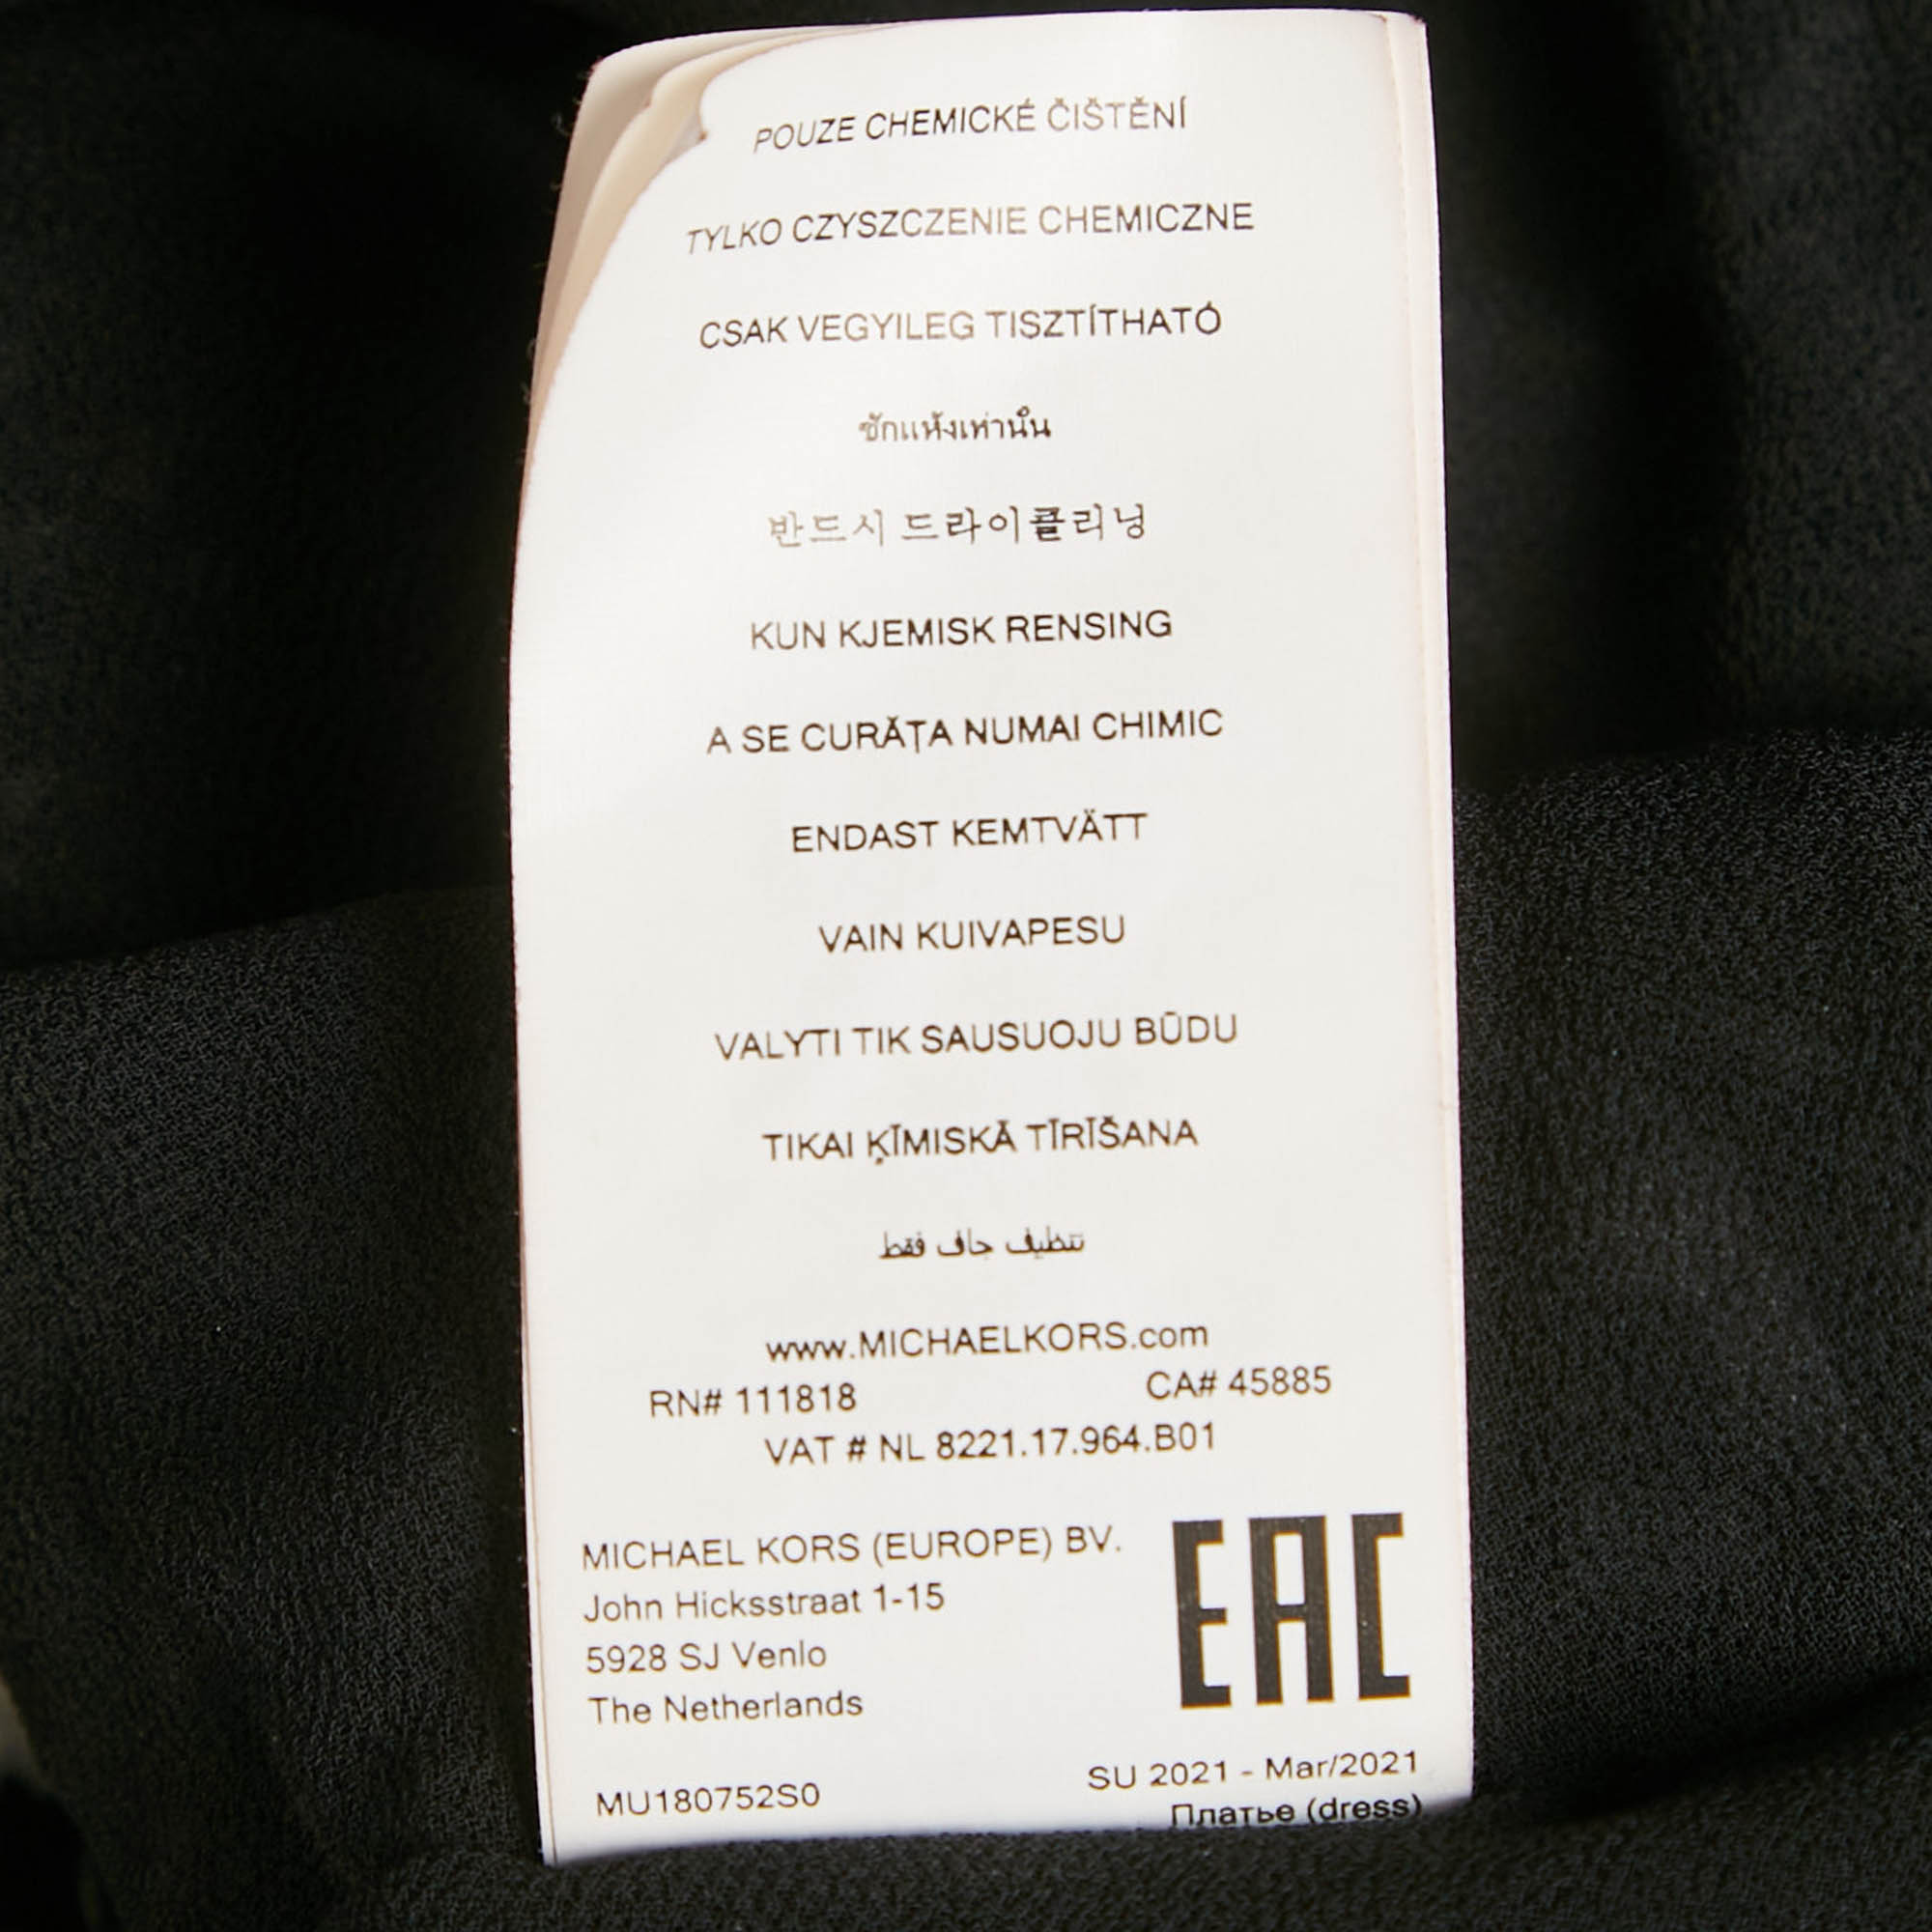 POUZE CHEMICKÉ ČIŠTĚNÍ
TYLKO CZYSZCZENIE CHEMICZNE
CSAK VEGYILEG TISZTÍTHATÓ
ซักแห้งเท่านั้น
반드시 드라이클리닝
KUN KJEMISK RENSING
A SE CURĂȚA NUMAI CHIMIC
ENDAST KEMTVÄTT
VAIN KUIVAPESU
VALYTI TIK SAUSUOJU BŪDU
TIKAI ĶĪMISKĀ TĪRĪŠANA
تنظيف جاف فقط
www.MICHAELKORS.com
RN# 111818 CA# 45885
VAT # NL 8221.17.964.B01
MICHAEL KORS (EUROPE) BV.
John Hicksstraat 1-15
5928 SJ Venlo
The Netherlands
EAC
MU180752S0
SU 2021 - Mar/2021
Платье (dress)